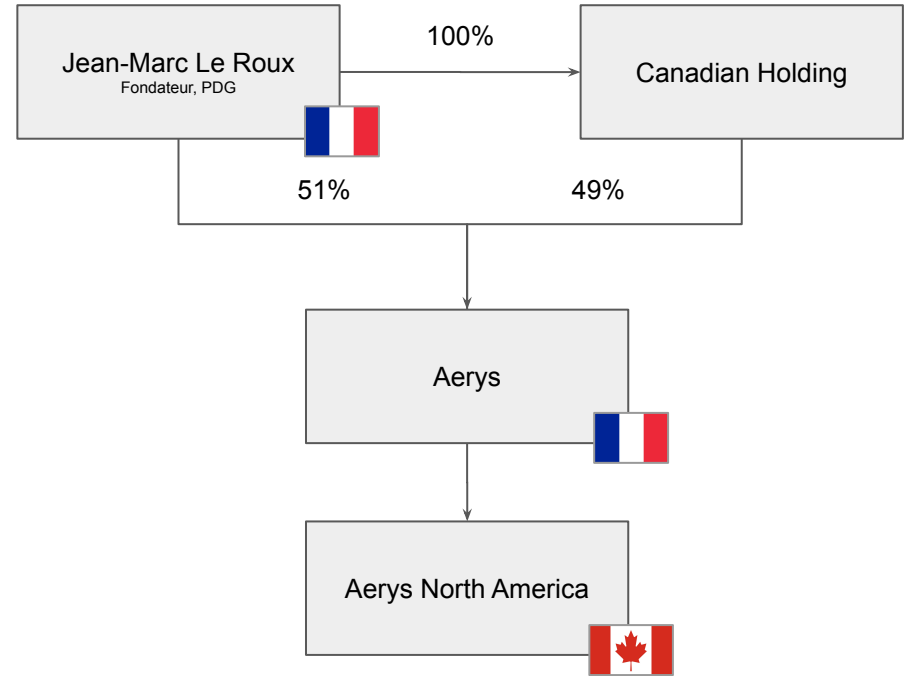 100%
Jean-Marc Le Roux
Fondateur, PDG
Canadian Holding
51%
49%
Aerys
Aerys North America